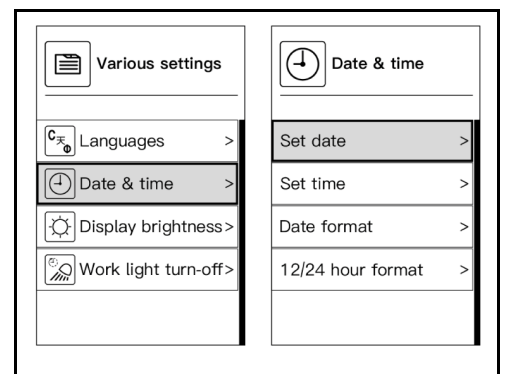 Various settings
Languages >
Date & time >
Display brightness>
Work light turn-off>
Date & time
Set date >
Set time >
Date format >
12/24 hour format >